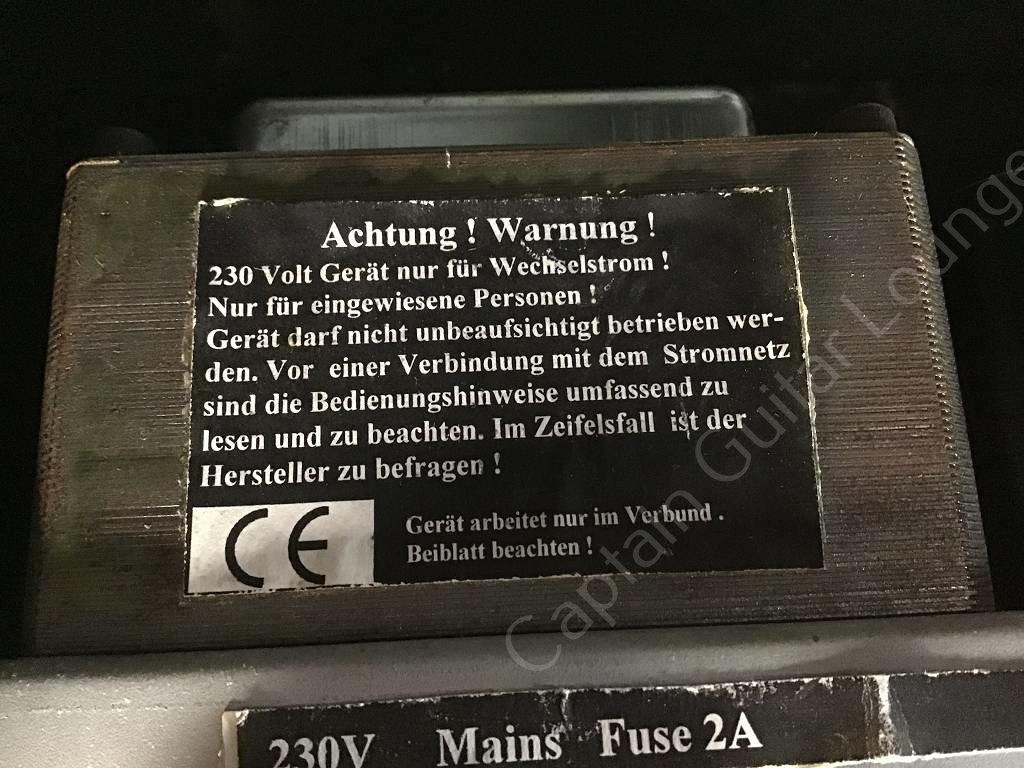 Achtung ! Warnung !
230 Volt Gerät nur für Wechselstrom !
Nur für eingewiesene Personen !
Gerät darf nicht unbeaufsichtigt betrieben wer-
den. Vor einer Verbindung mit dem Stromnetz
sind die Bedienungshinweise umfassend zu
lesen und zu beachten. Im Zeifelsfall ist der
Hersteller zu befragen !
CE
Gerät arbeitet nur im Verbund .
Beiblatt beachten !
230V Mains Fuse 2A
Captain Guitar Lounge